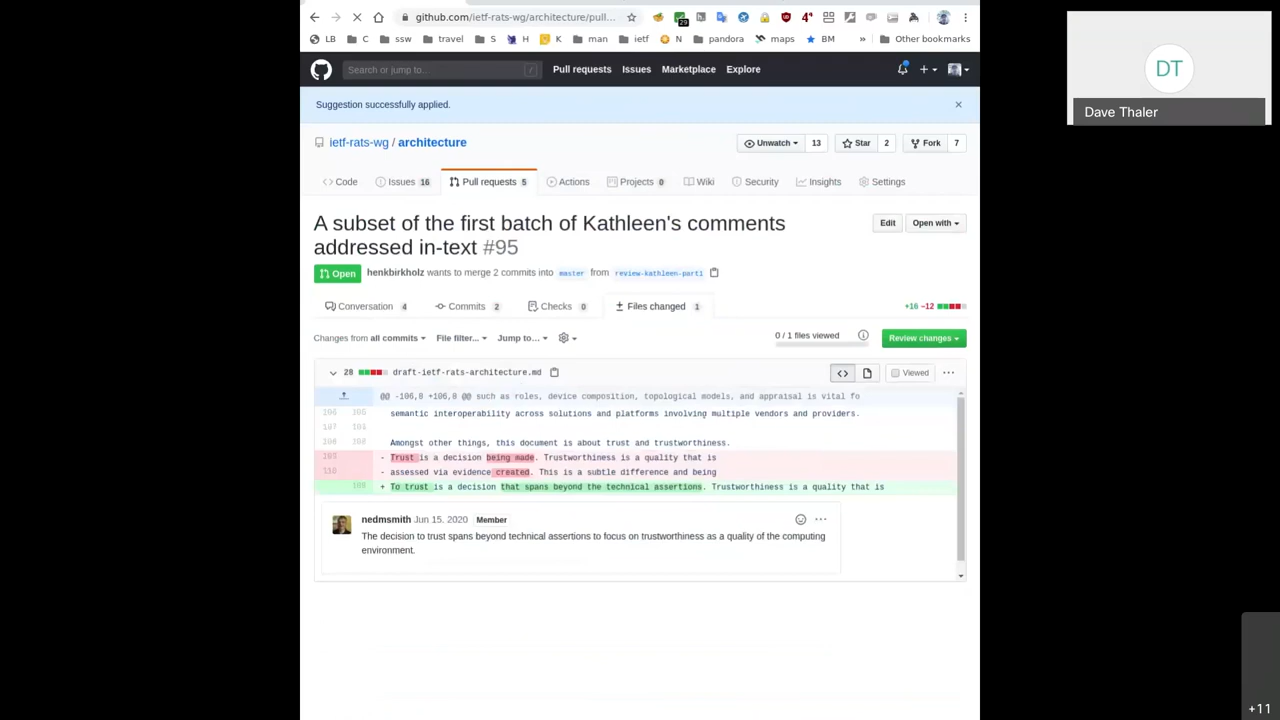 github.com/ietf-rats-wg/architecture/pull...
29
4
LB C ssw travel S H K man ietf N pandora maps BM » Other bookmarks
Search or jump to... /
Pull requests Issues Marketplace Explore
Suggestion successfully applied.
ietf-rats-wg / architecture
Unwatch 13 Star 2 Fork 7
Code Issues 16 Pull requests 5 Actions Projects 0 Wiki Security Insights Settings
A subset of the first batch of Kathleen's comments
addressed in-text #95
Edit Open with
Open henkbirkholz wants to merge 2 commits into master from review-kathleen-part1
Conversation 4 Commits 2 Checks 0 Files changed 1 +16 −12
Changes from all commits File filter... Jump to... 0 / 1 files viewed Review changes
28 draft-ietf-rats-architecture.md Viewed ...
@@ -106,8 +106,8 @@ such as roles, device composition, topological models, and appraisal is vital fo
semantic interoperability across solutions and platforms involving multiple vendors and providers.
Amongst other things, this document is about trust and trustworthiness.
- Trust is a decision being made. Trustworthiness is a quality that is
- assessed via evidence created. This is a subtle difference and being
+ To trust is a decision that spans beyond the technical assertions. Trustworthiness is a quality that is
nedmsmith Jun 15, 2020 Member
The decision to trust spans beyond technical assertions to focus on trustworthiness as a quality of the computing
environment.
DT
Dave Thaler
+11